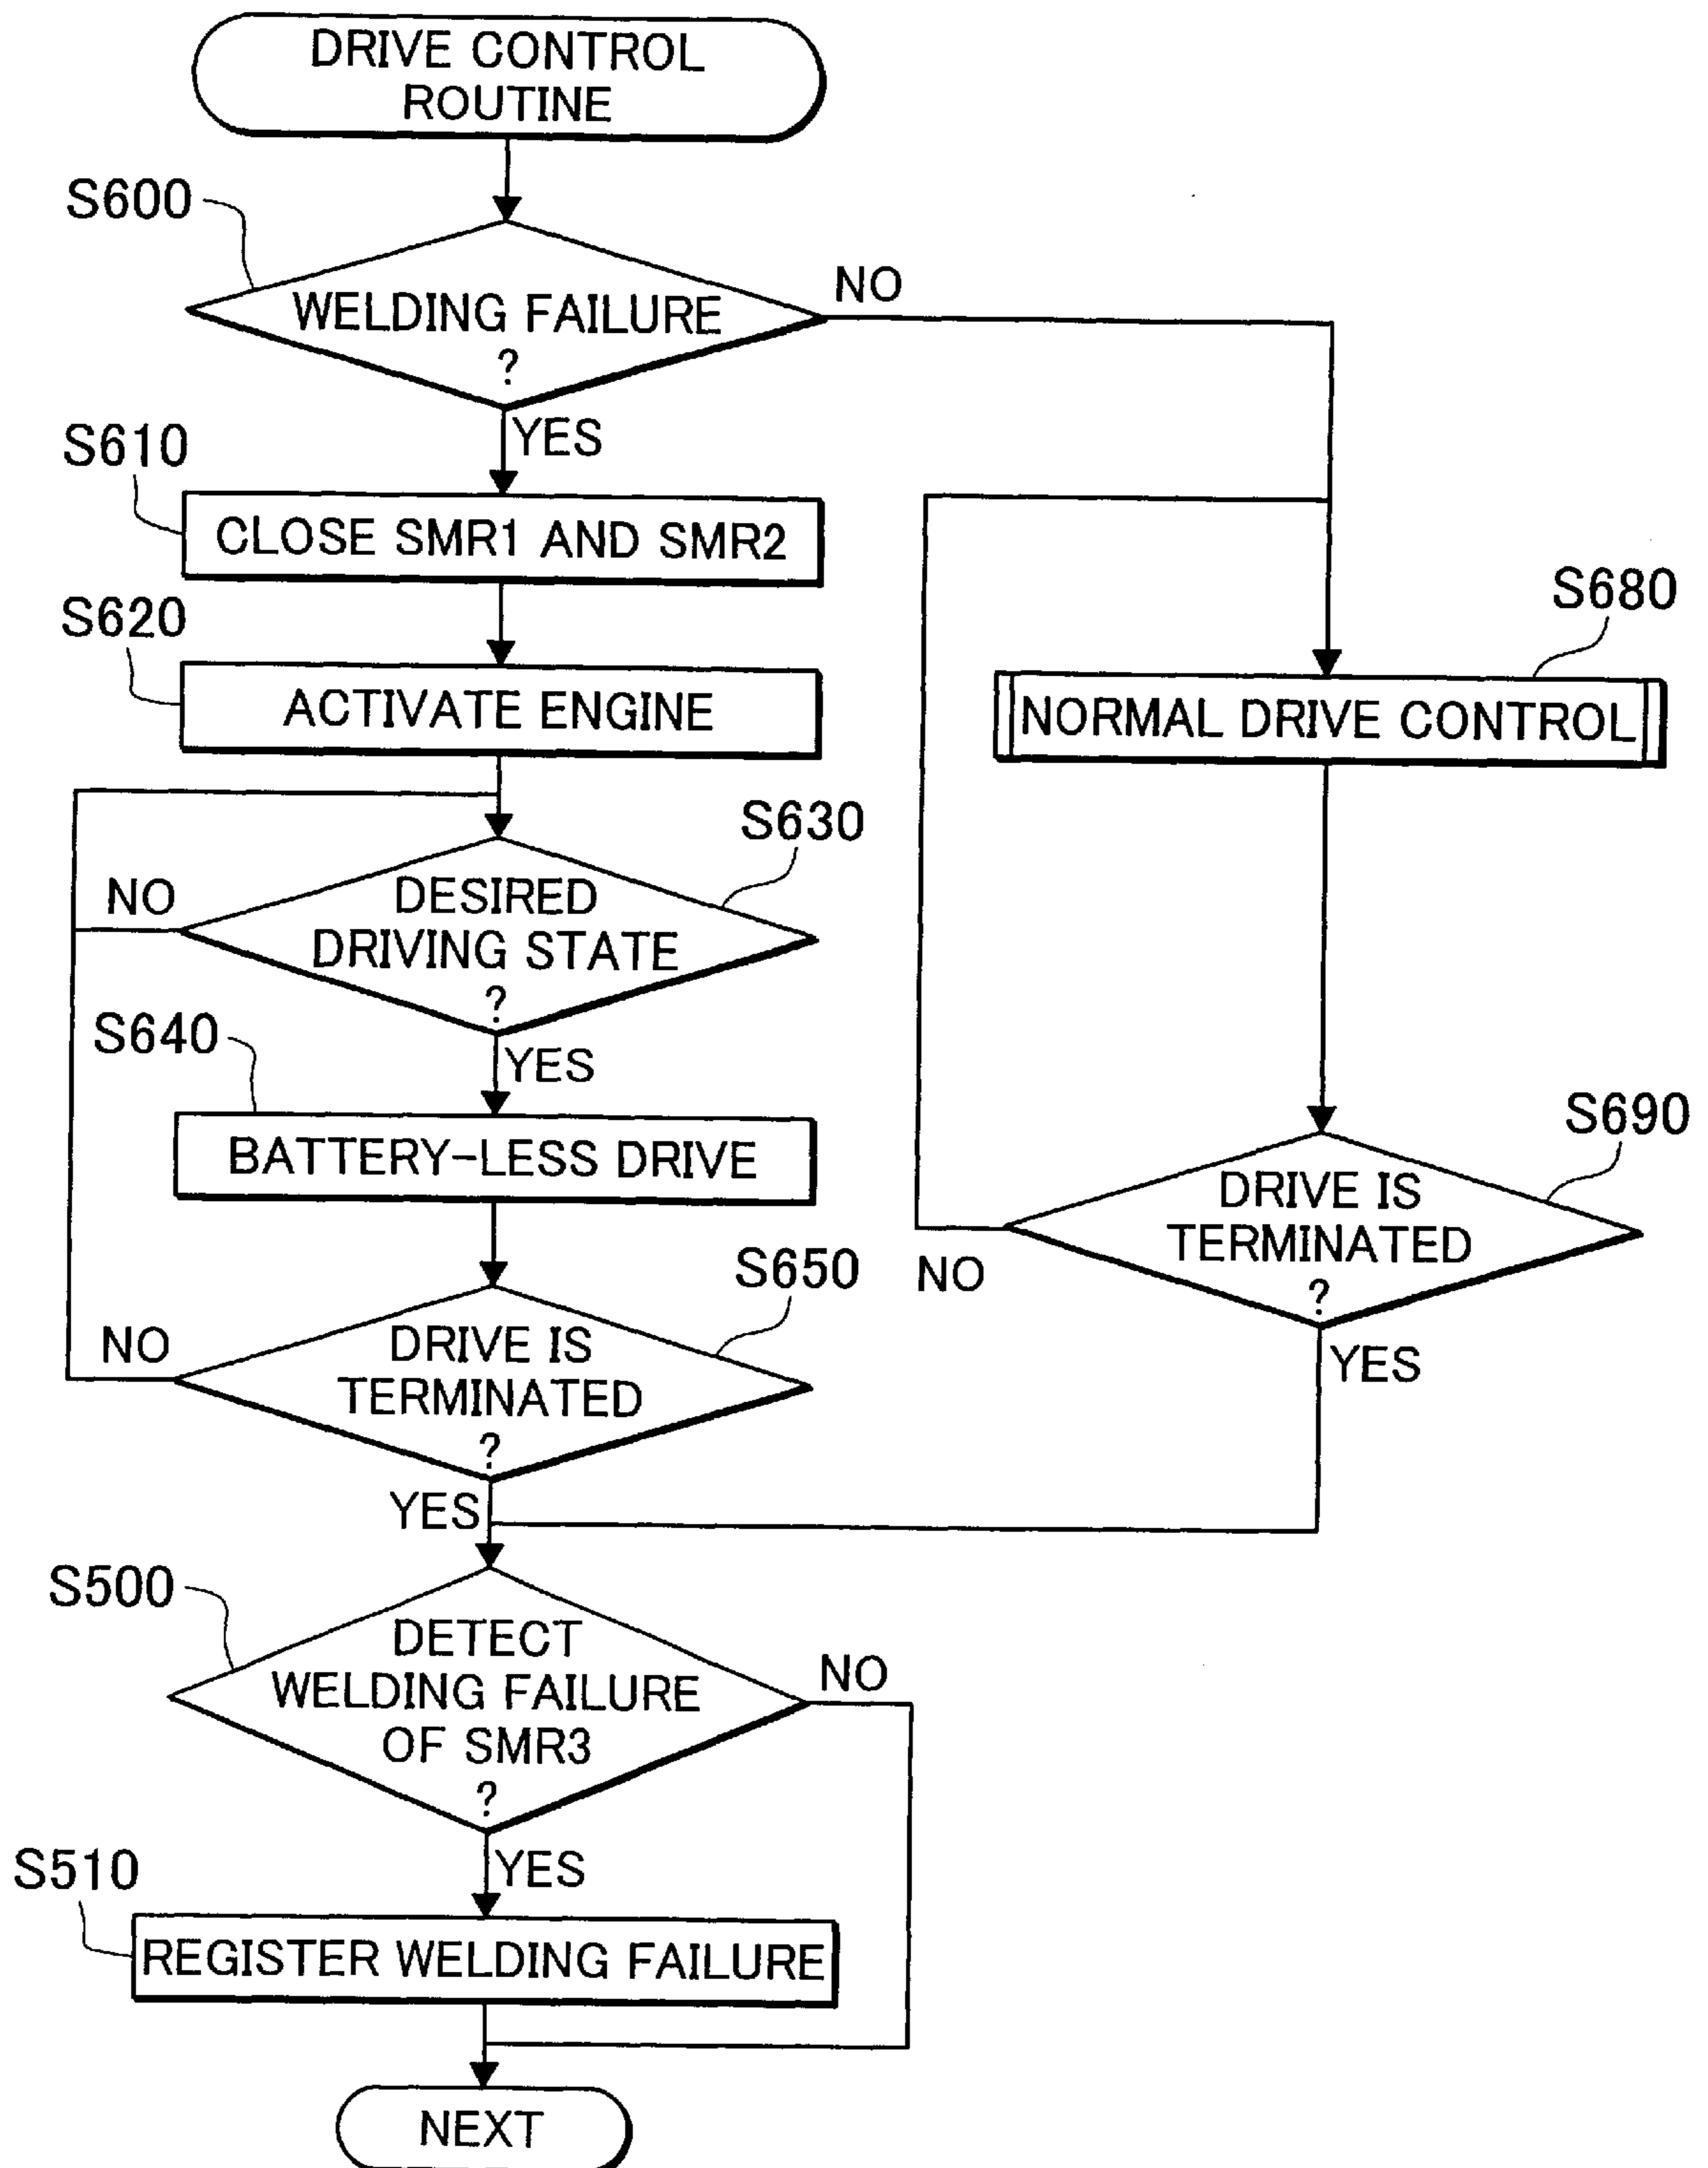 DRIVE CONTROL
ROUTINE
S600
WELDING FAILURE
?
NO
YES
S610
CLOSE SMR1 AND SMR2
S620
ACTIVATE ENGINE
S680
NORMAL DRIVE CONTROL
S630
NO
DESIRED
DRIVING STATE
?
YES
S640
BATTERY-LESS DRIVE
S690
DRIVE IS
TERMINATED
?
NO
YES
S650
NO
DRIVE IS
TERMINATED
?
YES
S500
DETECT
WELDING FAILURE
OF SMR3
?
NO
YES
S510
REGISTER WELDING FAILURE
NEXT